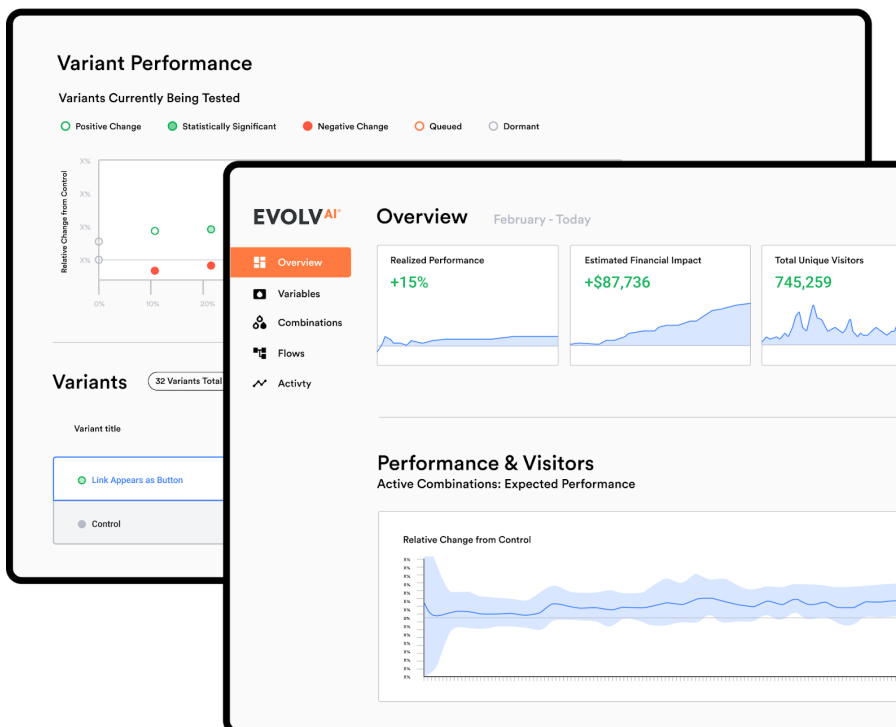 Variant Performance
Variants Currently Being Tested
Positive Change Statistically Significant Negative Change Queued Dormant
Relative Change from Control
X%
X%
X%
X%
0% 10% 20%
Variants 32 Variants Total
Variant title
Link Appears as Button
Control
EVOLV AI®
Overview
Variables
Combinations
Flows
Activty
Overview February - Today
Realized Performance
+15%
Estimated Financial Impact
+$87,736
Total Unique Visitors
745,259
Performance & Visitors
Active Combinations: Expected Performance
Relative Change from Control
X%
X%
X%
X%
X%
X%
X%
0%
X%
X%
X%
X%
X%
X%
X%